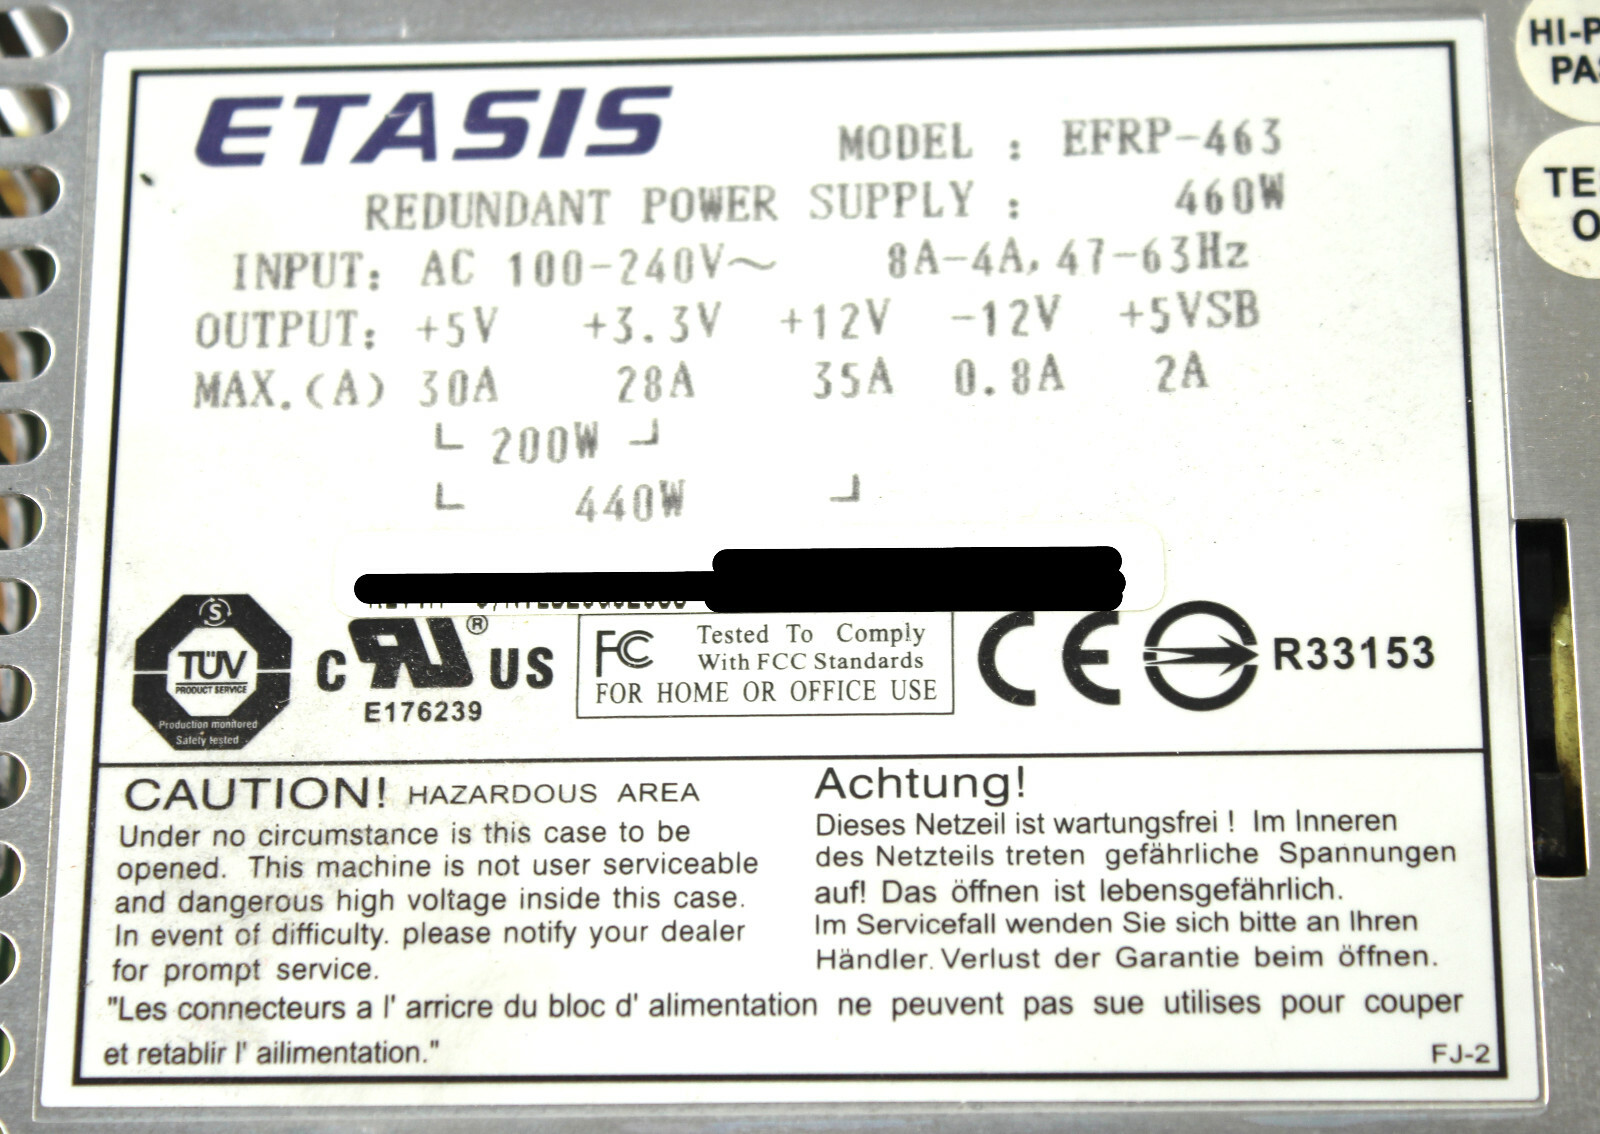 ETASIS
MODEL : EFRP-463
REDUNDANT POWER SUPPLY : 460W
INPUT: AC 100-240V~ 8A-4A, 47-63Hz
OUTPUT: +5V +3.3V +12V -12V +5VSB
MAX.(A) 30A 28A 35A 0.8A 2A
└ 200W ┘
└ 440W ┘
S
TÜV
PRODUCT SERVICE
Production monitored
Safety tested
C RU ® US
E176239
FC Tested To Comply
With FCC Standards
FOR HOME OR OFFICE USE
CE
R33153
CAUTION! HAZARDOUS AREA
Under no circumstance is this case to be
opened. This machine is not user serviceable
and dangerous high voltage inside this case.
In event of difficulty. please notify your dealer
for prompt service.
Achtung!
Dieses Netzeil ist wartungsfrei ! Im Inneren
des Netzteils treten gefährliche Spannungen
auf! Das öffnen ist lebensgefährlich.
Im Servicefall wenden Sie sich bitte an Ihren
Händler. Verlust der Garantie beim öffnen.
"Les connecteurs a l' arricre du bloc d' alimentation ne peuvent pas sue utilises pour couper
et retablir l' ailimentation."
FJ-2